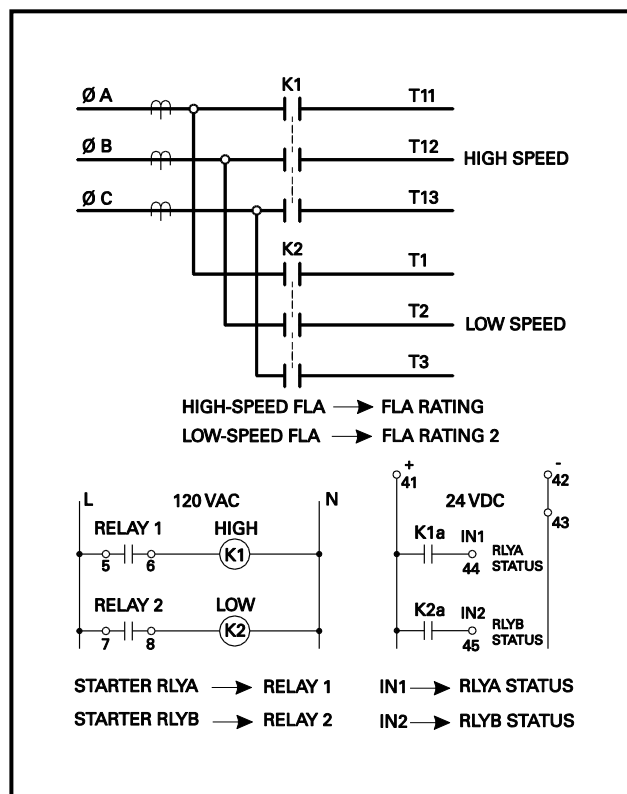 K1
Ø A T11
Ø B T12 HIGH SPEED
Ø C T13
K2
T1
T2 LOW SPEED
T3
HIGH-SPEED FLA → FLA RATING
LOW-SPEED FLA → FLA RATING 2
L 120 VAC N
RELAY 1 HIGH
5 6 K1
RELAY 2 LOW
7 8 K2
+ -
41 24 VDC 42
43
K1a IN1 RLYA
44 STATUS
K2a IN2 RLYB
45 STATUS
STARTER RLYA → RELAY 1
STARTER RLYB → RELAY 2
IN1 → RLYA STATUS
IN2 → RLYB STATUS